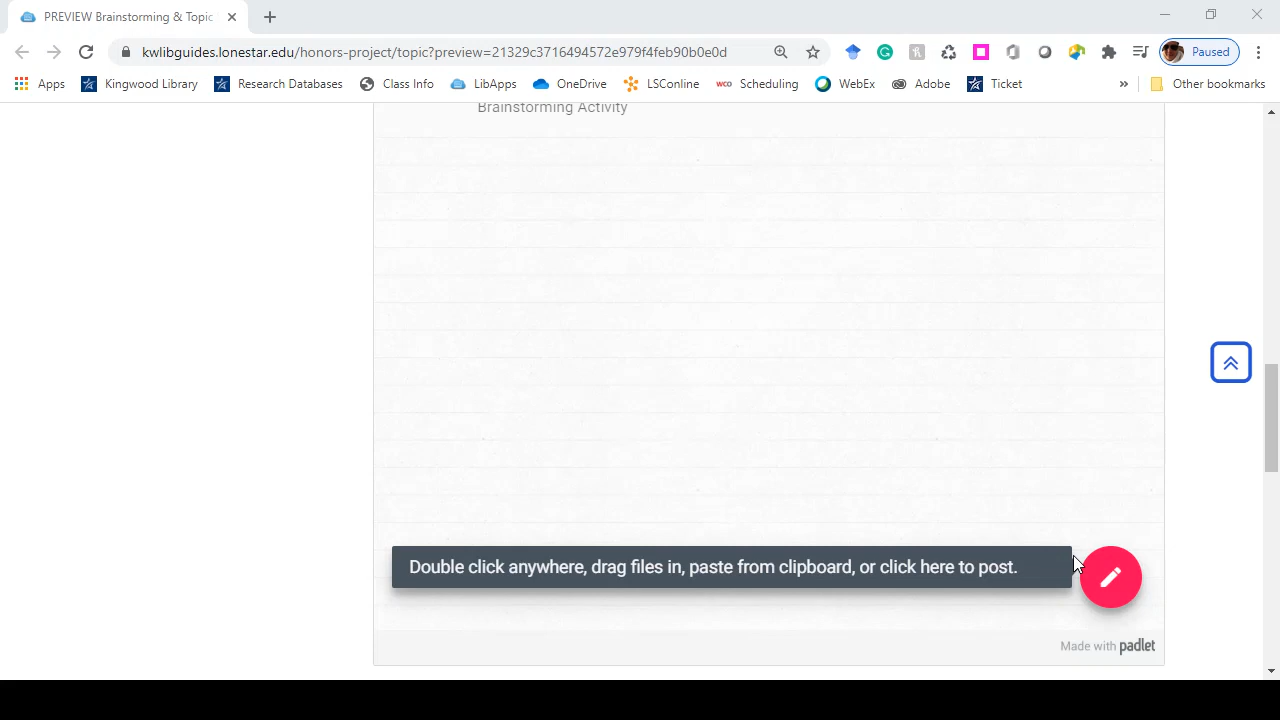 PREVIEW Brainstorming & Topic
kwlibguides.lonestar.edu/honors-project/topic?preview=21329c3716494572e979f4feb90b0e0d
Paused
Apps Kingwood Library Research Databases Class Info LibApps OneDrive LSConline wco Scheduling WebEx Adobe Ticket » Other bookmarks
Brainstorming Activity
Double click anywhere, drag files in, paste from clipboard, or click here to post.
Made with padlet